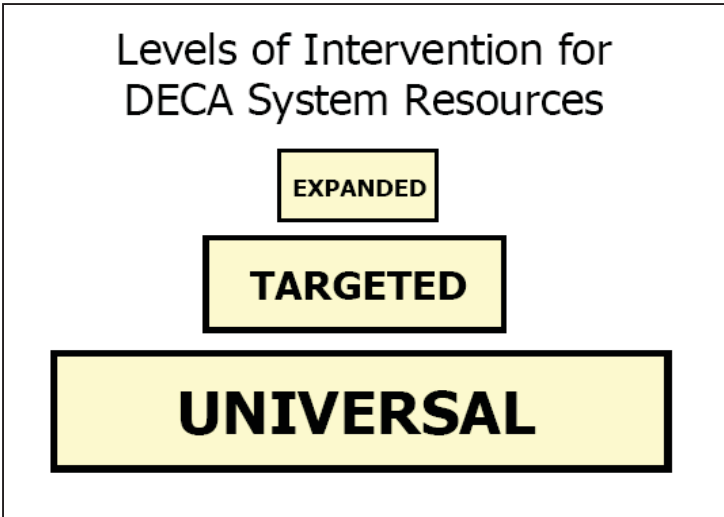 Levels of Intervention for
DECA System Resources
EXPANDED
TARGETED
UNIVERSAL